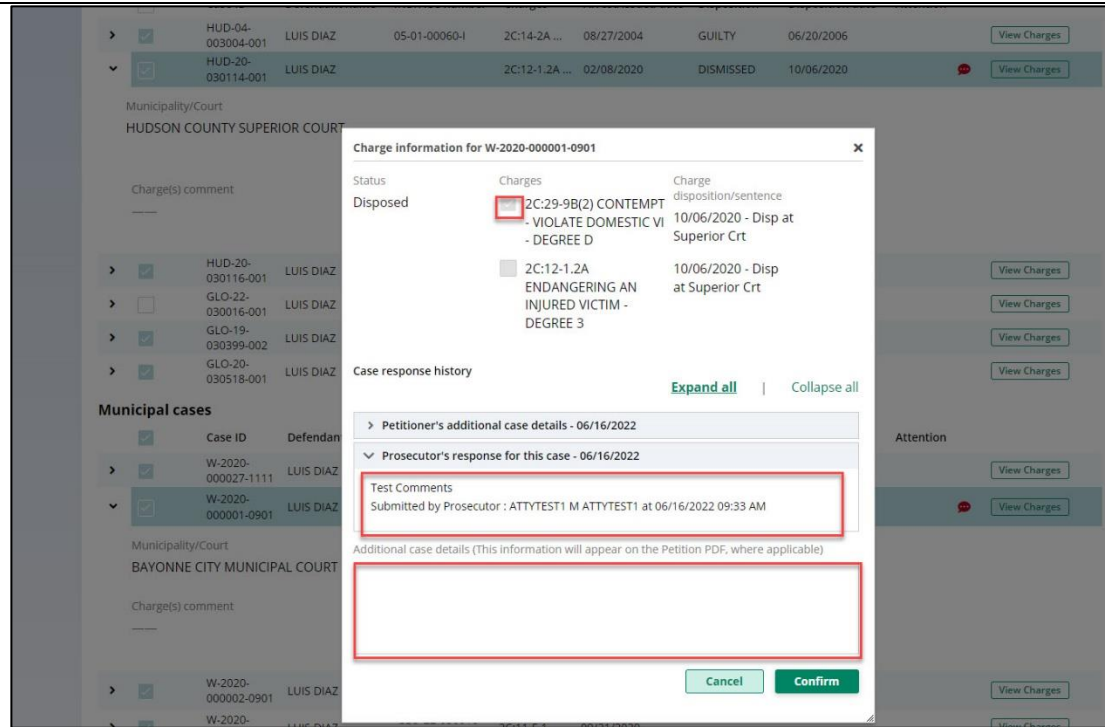 HUD-04-
003004-001 LUIS DIAZ 05-01-00060-I 2C:14-2A ... 08/27/2004 GUILTY 06/20/2006 View Charges
HUD-20-
030114-001 LUIS DIAZ 2C:12-1.2A ... 02/08/2020 DISMISSED 10/06/2020 View Charges
Municipality/Court
HUDSON COUNTY SUPERIOR COURT
Charge(s) comment
HUD-20-
030116-001 LUIS DIAZ View Charges
GLO-22-
030016-001 LUIS DIAZ View Charges
GLO-19-
030399-002 LUIS DIAZ View Charges
GLO-20-
030518-001 LUIS DIAZ View Charges
Municipal cases
Case ID Defendan Attention
W-2020-
000027-1111 LUIS DIAZ View Charges
W-2020-
000001-0901 LUIS DIAZ View Charges
Municipality/Court
BAYONNE CITY MUNICIPAL COURT
Charge(s) comment
W-2020-
000002-0901 LUIS DIAZ View Charges
W-2020-
Charge information for W-2020-000001-0901 ×
Status Charges Charge
disposition/sentence
Disposed 2C:29-9B(2) CONTEMPT
- VIOLATE DOMESTIC VI
- DEGREE D
10/06/2020 - Disp at
Superior Crt
2C:12-1.2A
ENDANGERING AN
INJURED VICTIM -
DEGREE 3
10/06/2020 - Disp
at Superior Crt
Case response history
Expand all | Collapse all
Petitioner's additional case details - 06/16/2022
Prosecutor's response for this case - 06/16/2022
Test Comments
Submitted by Prosecutor : ATTYTEST1 M ATTYTEST1 at 06/16/2022 09:33 AM
Additional case details (This information will appear on the Petition PDF, where applicable)
Cancel Confirm